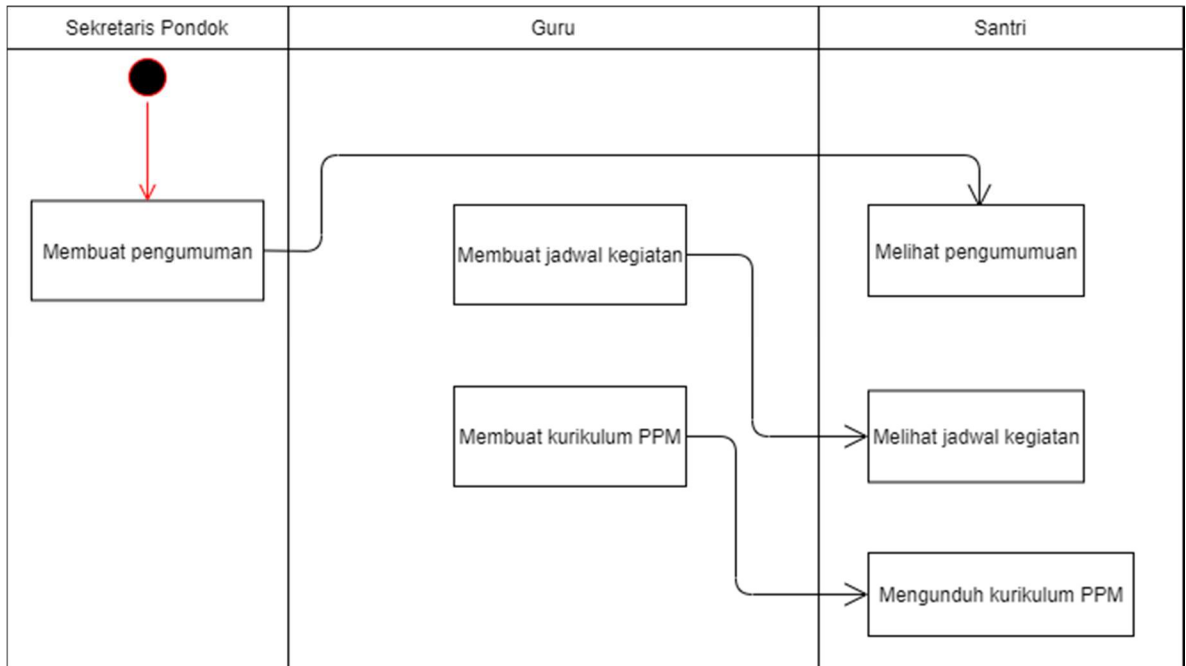 Sekretaris Pondok
Guru
Santri
Membuat pengumuman
Membuat jadwal kegiatan
Melihat pengumumuan
Membuat kurikulum PPM
Melihat jadwal kegiatan
Mengunduh kurikulum PPM